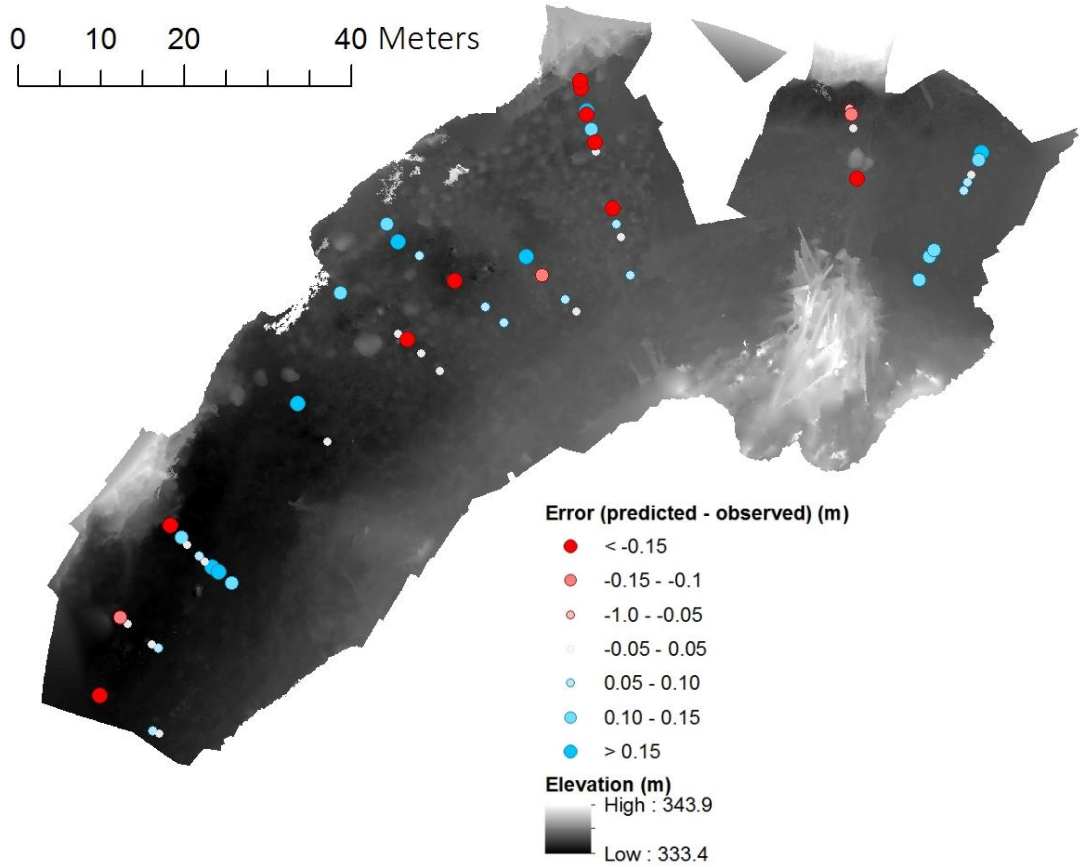 0 10 20 40 Meters
Error (predicted - observed) (m)
< -0.15
-0.15 - -0.1
-1.0 - -0.05
-0.05 - 0.05
0.05 - 0.10
0.10 - 0.15
> 0.15
Elevation (m)
High : 343.9
Low : 333.4